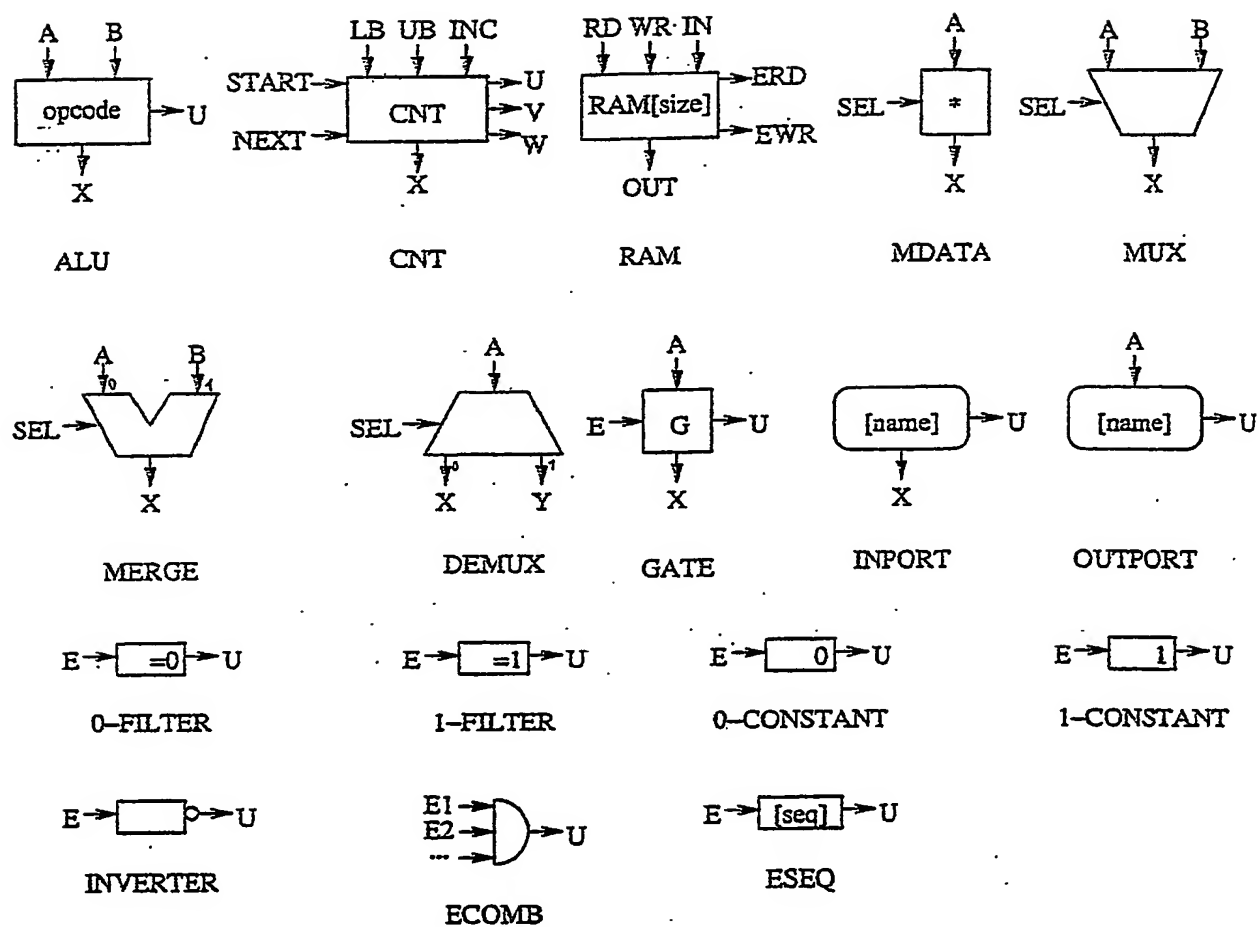 A B
opcode
U
X
ALU
LB UB INC
START
NEXT
CNT
U
V
W
X
CNT
RD WR IN
RAM[size]
ERD
EWR
OUT
RAM
A
SEL
*
X
MDATA
A B
SEL
X
MUX
A B
0 1
SEL
X
MERGE
A
SEL
0 1
X Y
DEMUX
A
E
G
U
X
GATE
[name]
U
X
INPORT
A
[name]
U
OUTPORT
E =0 U
0-FILTER
E =1 U
1-FILTER
E 0 U
0-CONSTANT
E 1 U
1-CONSTANT
E U
INVERTER
E1
E2
...
U
ECOMB
E [seq] U
ESEQ